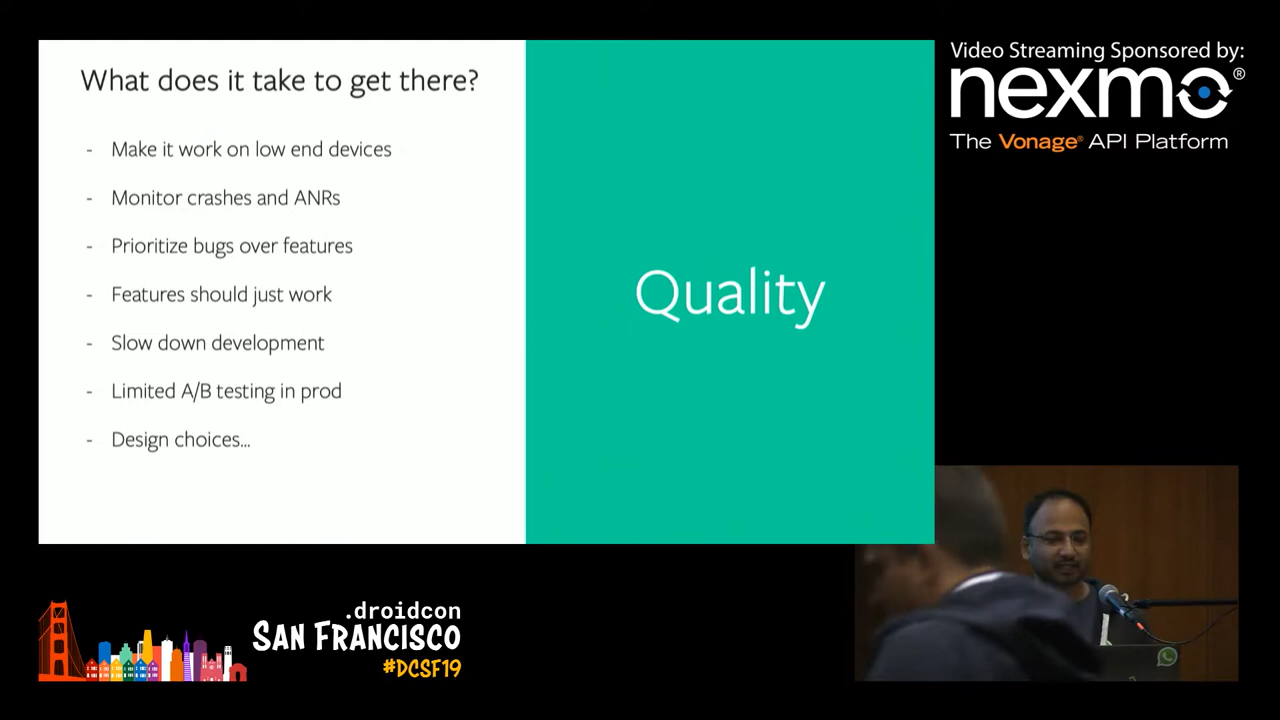 What does it take to get there?
- Make it work on low end devices
- Monitor crashes and ANRs
- Prioritize bugs over features
- Features should just work
- Slow down development
- Limited A/B testing in prod
- Design choices...
Quality
Video Streaming Sponsored by:
nexmo®
The Vonage® API Platform
.droidcon
SAN FRANCISCO
#DCSF19